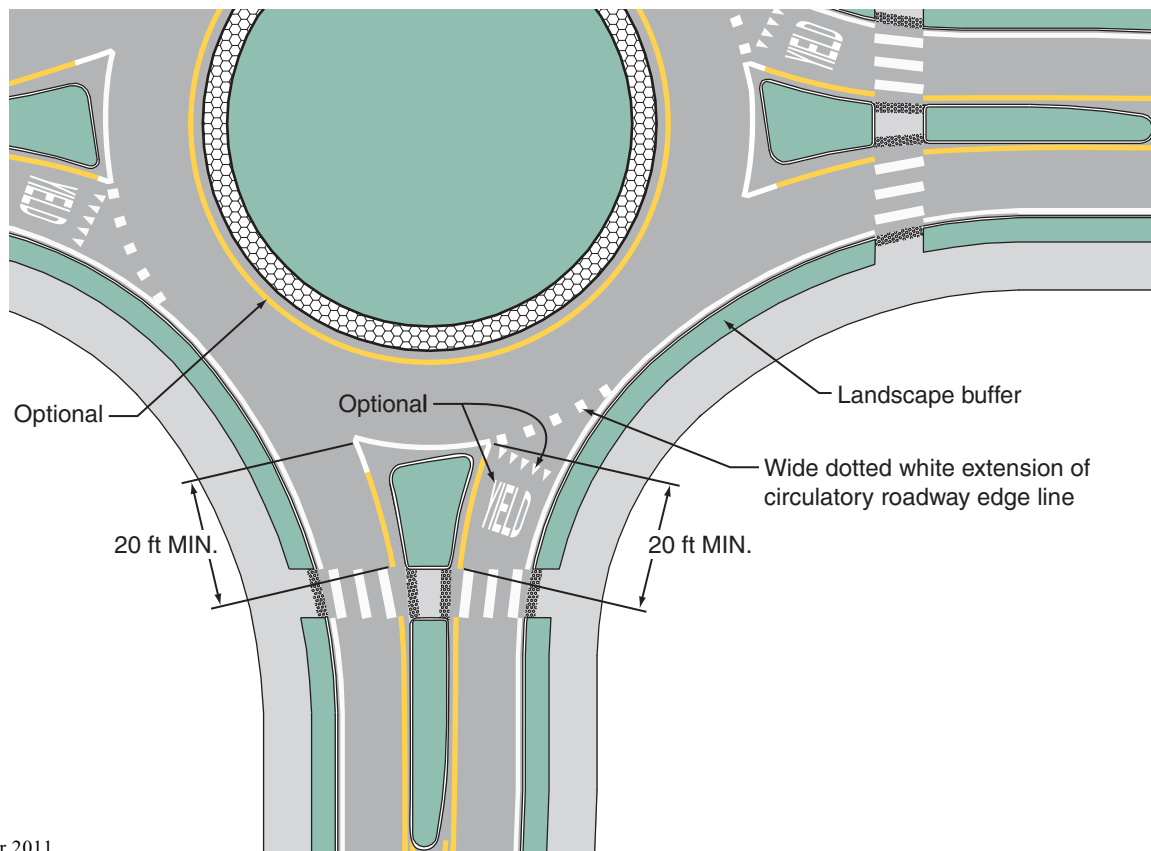 YIELD
YIELD
Optional
Optional
Landscape buffer
Wide dotted white extension of
circulatory roadway edge line
YIELD
20 ft MIN.
20 ft MIN.
2011